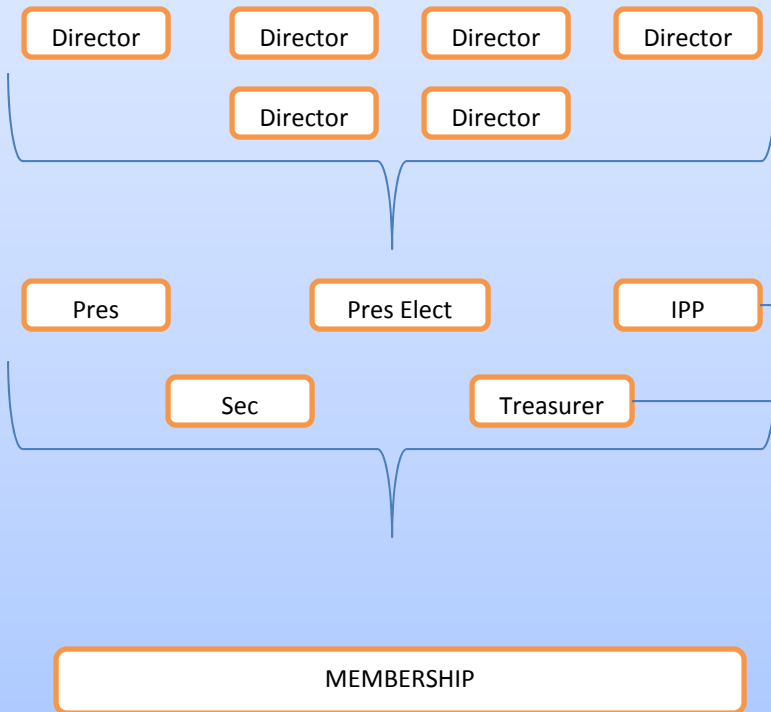 Director Director Director Director
Director Director
Pres Pres Elect IPP
Sec Treasurer
MEMBERSHIP